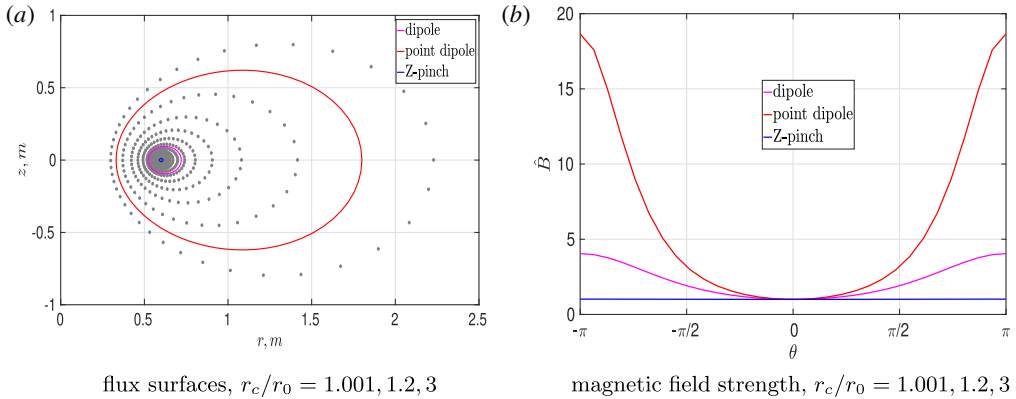 (a)
1
0.5
0
-0.5
-1
z, m
0
0.5
1
1.5
2
2.5
r, m
dipole
point dipole
Z-pinch
flux surfaces, r_c/r_0 = 1.001, 1.2, 3
(b)
20
15
10
5
0
B̂
-π
-π/2
0
π/2
π
θ
dipole
point dipole
Z-pinch
magnetic field strength, r_c/r_0 = 1.001, 1.2, 3